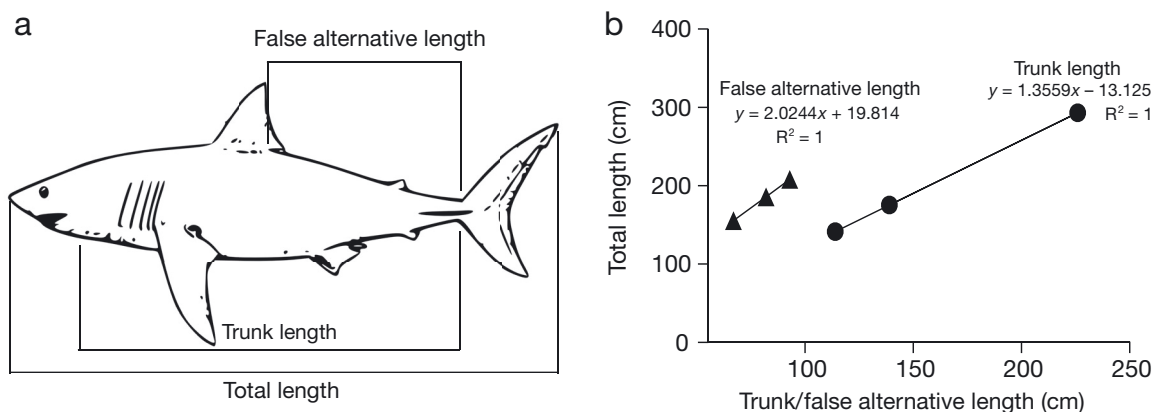 a
False alternative length
Trunk length
Total length
b
Total length (cm)
400
300
200
100
0
False alternative length
y = 2.0244x + 19.814
R² = 1
Trunk length
y = 1.3559x – 13.125
R² = 1
100 150 200 250
Trunk/false alternative length (cm)